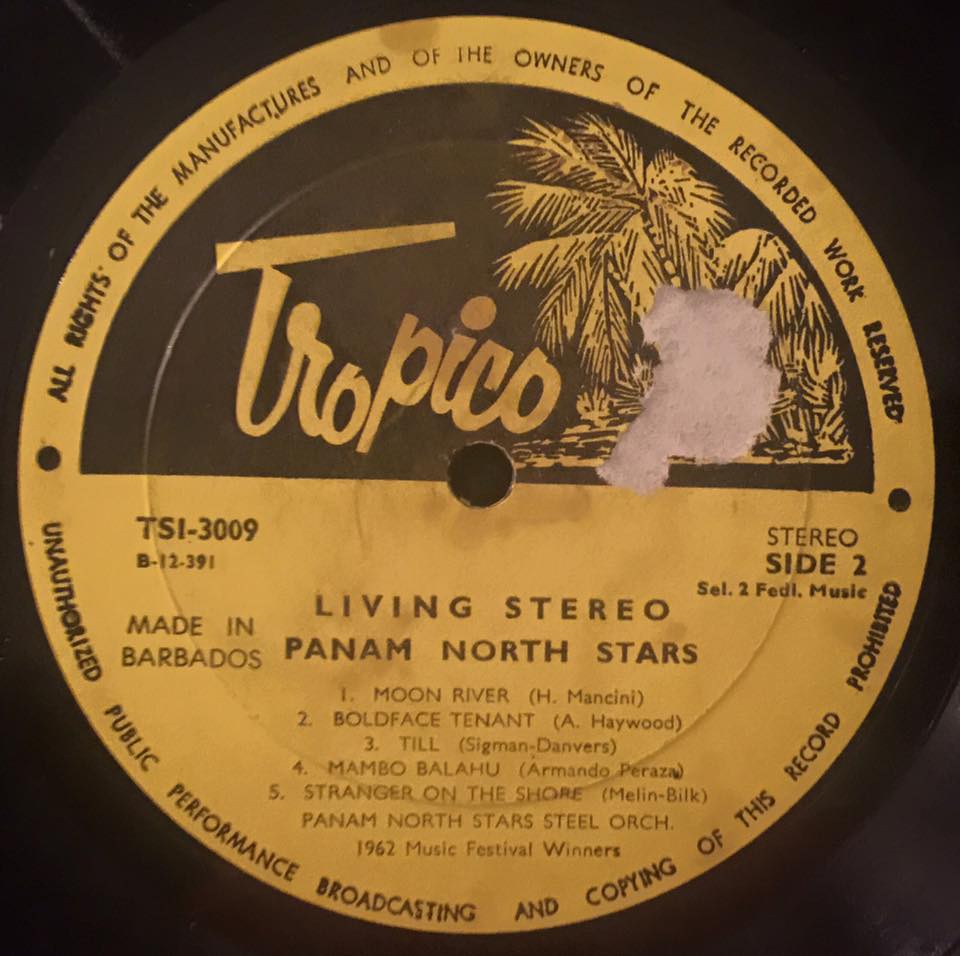 ALL RIGHTS OF THE MANUFACTURES AND OF THE OWNERS OF THE RECORDED WORK RESERVED
Tropico
TSI-3009
B-12-391
STEREO
SIDE 2
Sel. 2 Fedl. Music
MADE IN
BARBADOS
LIVING STEREO
PANAM NORTH STARS
1. MOON RIVER (H. Mancini)
2. BOLDFACE TENANT (A. Haywood)
3. TILL (Sigman-Danvers)
4. MAMBO BALAHU (Armando Peraza)
5. STRANGER ON THE SHORE (Melin-Bilk)
PANAM NORTH STARS STEEL ORCH.
1962 Music Festival Winners
UNAUTHORIZED PUBLIC PERFORMANCE BROADCASTING AND COPYING OF THIS RECORD PROHIBITED